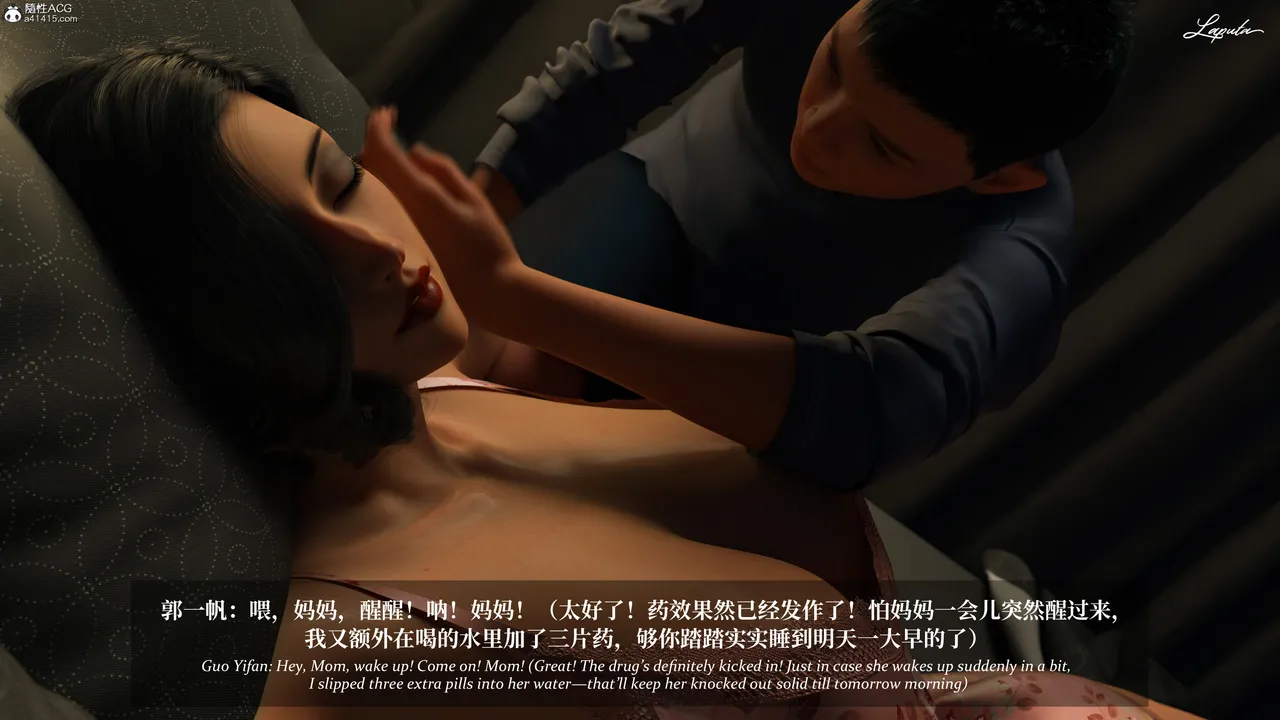 隨性ACG
a41415.com
Laputa
郭一帆：喂，妈妈，醒醒！呐！妈妈！（太好了！药效果然已经发作了！怕妈妈一会儿突然醒过来，
我又额外在喝的水里加了三片药，够你踏踏实实睡到明天一大早的了）
Guo Yifan: Hey, Mom, wake up! Come on! Mom! (Great! The drug's definitely kicked in! Just in case she wakes up suddenly in a bit,
I slipped three extra pills into her water—that'll keep her knocked out solid till tomorrow morning)